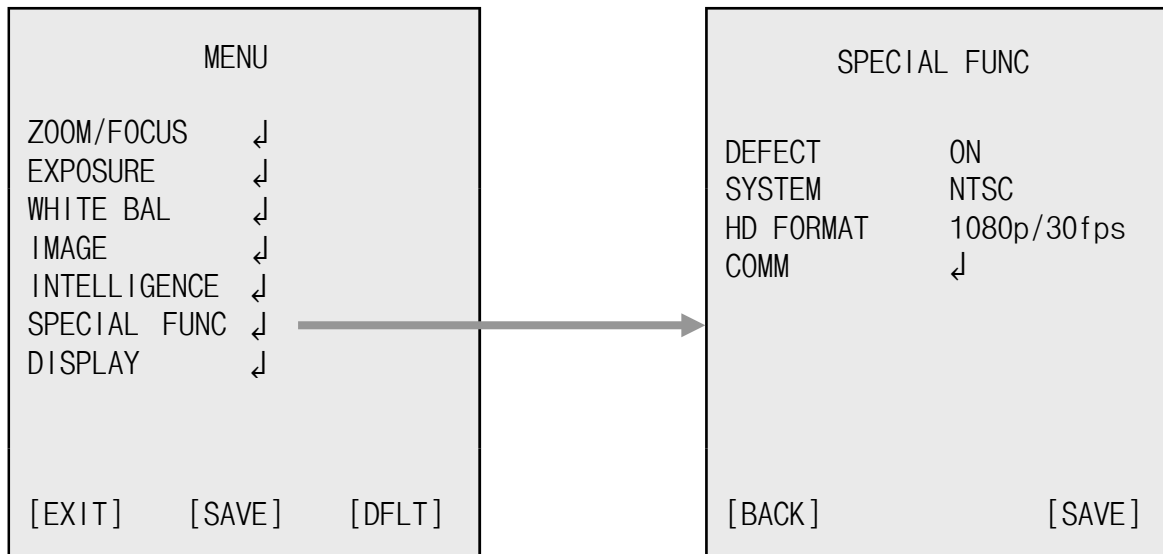 MENU
ZOOM/FOCUS ↲
EXPOSURE ↲
WHITE BAL ↲
IMAGE ↲
INTELLIGENCE ↲
SPECIAL FUNC ↲
DISPLAY ↲
[EXIT] [SAVE] [DFLT]
SPECIAL FUNC
DEFECT ON
SYSTEM NTSC
HD FORMAT 1080p/30fps
COMM ↲
[BACK] [SAVE]